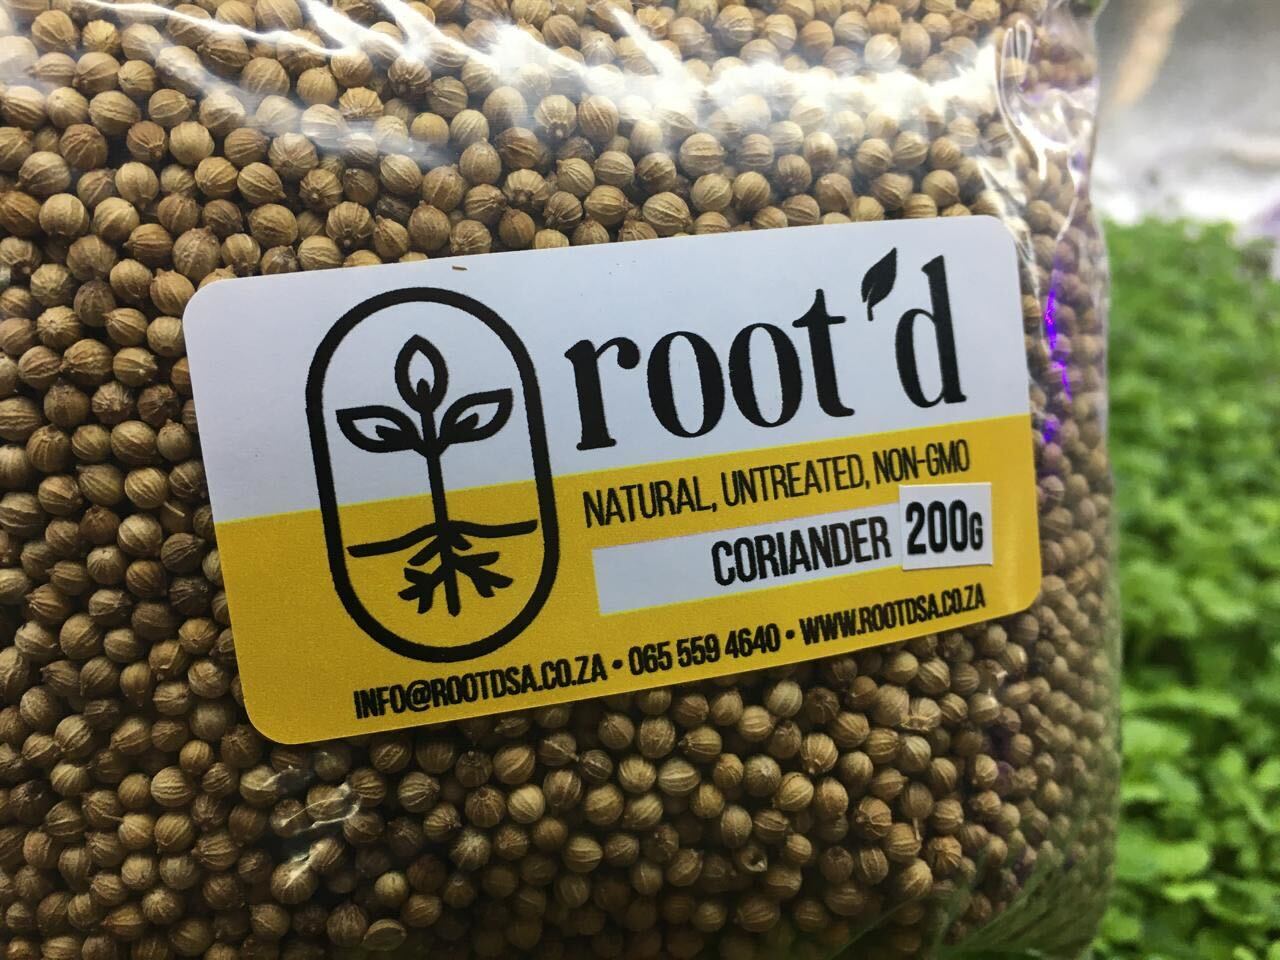 root'd
NATURAL, UNTREATED, NON-GMO
CORIANDER 200G
INFO@ROOTDSA.CO.ZA • 065 559 4640 • WWW.ROOTDSA.CO.ZA